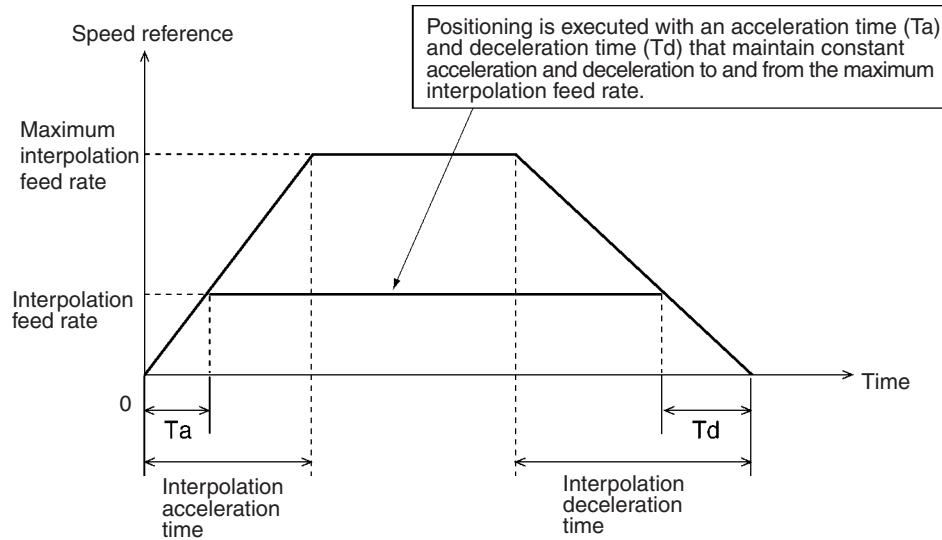 Speed reference
Positioning is executed with an acceleration time (Ta)
and deceleration time (Td) that maintain constant
acceleration and deceleration to and from the maximum
interpolation feed rate.
Maximum
interpolation
feed rate
Interpolation
feed rate
Time
0
Ta
Td
Interpolation
acceleration
time
Interpolation
deceleration
time